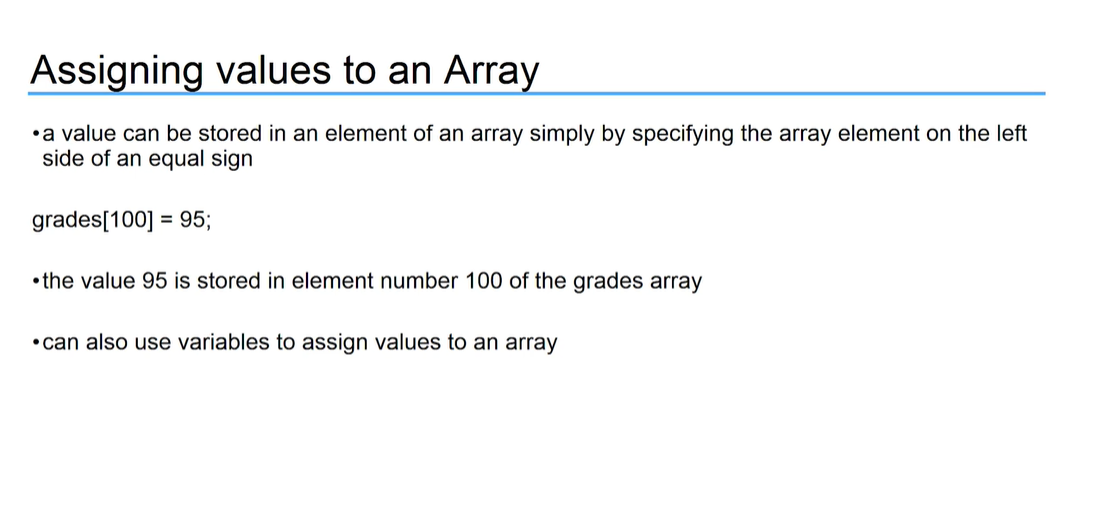 Assigning values to an Array
•a value can be stored in an element of an array simply by specifying the array element on the left
side of an equal sign
grades[100] = 95;
•the value 95 is stored in element number 100 of the grades array
•can also use variables to assign values to an array